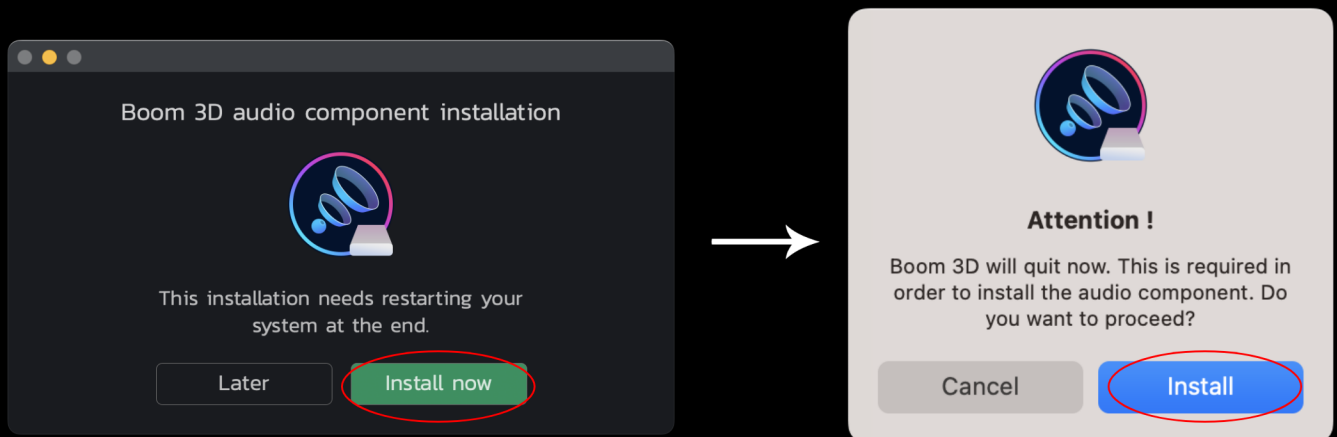 Boom 3D audio component installation
This installation needs restarting your
system at the end.
Later
Install now
Attention !
Boom 3D will quit now. This is required in
order to install the audio component. Do
you want to proceed?
Cancel
Install